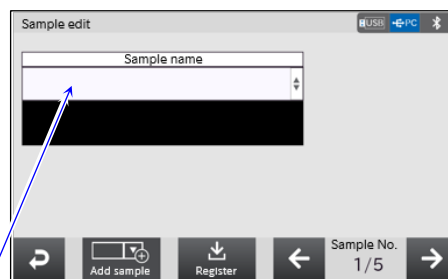 Sample edit
USB
PC
Sample name
Add sample
Register
Sample No.
1/5